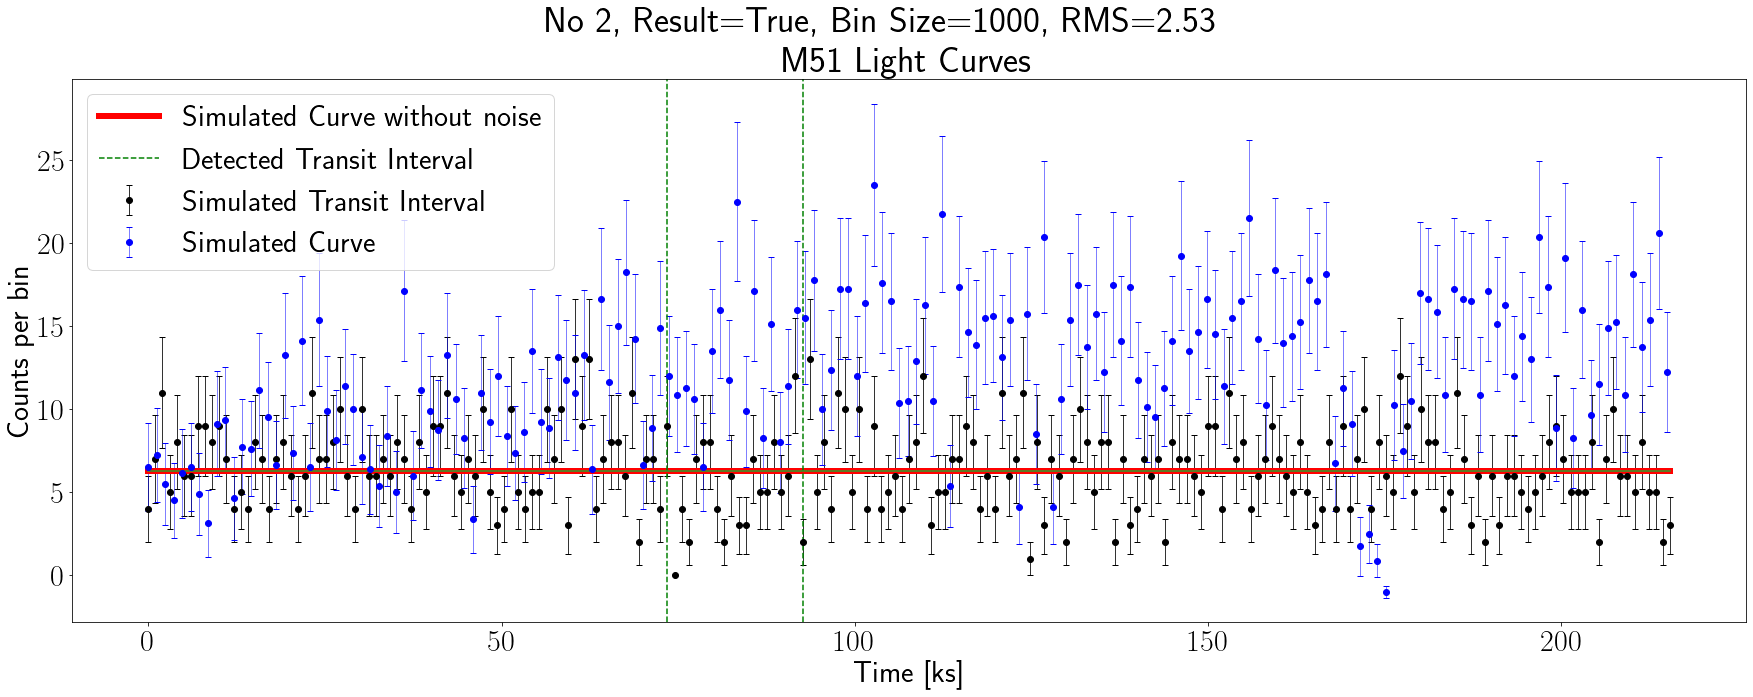 No 2, Result=True, Bin Size=1000, RMS=2.53
M51 Light Curves
Simulated Curve without noise
Detected Transit Interval
Simulated Transit Interval
Simulated Curve
Counts per bin
25
20
15
10
5
0
0 50 100 150 200
Time [ks]